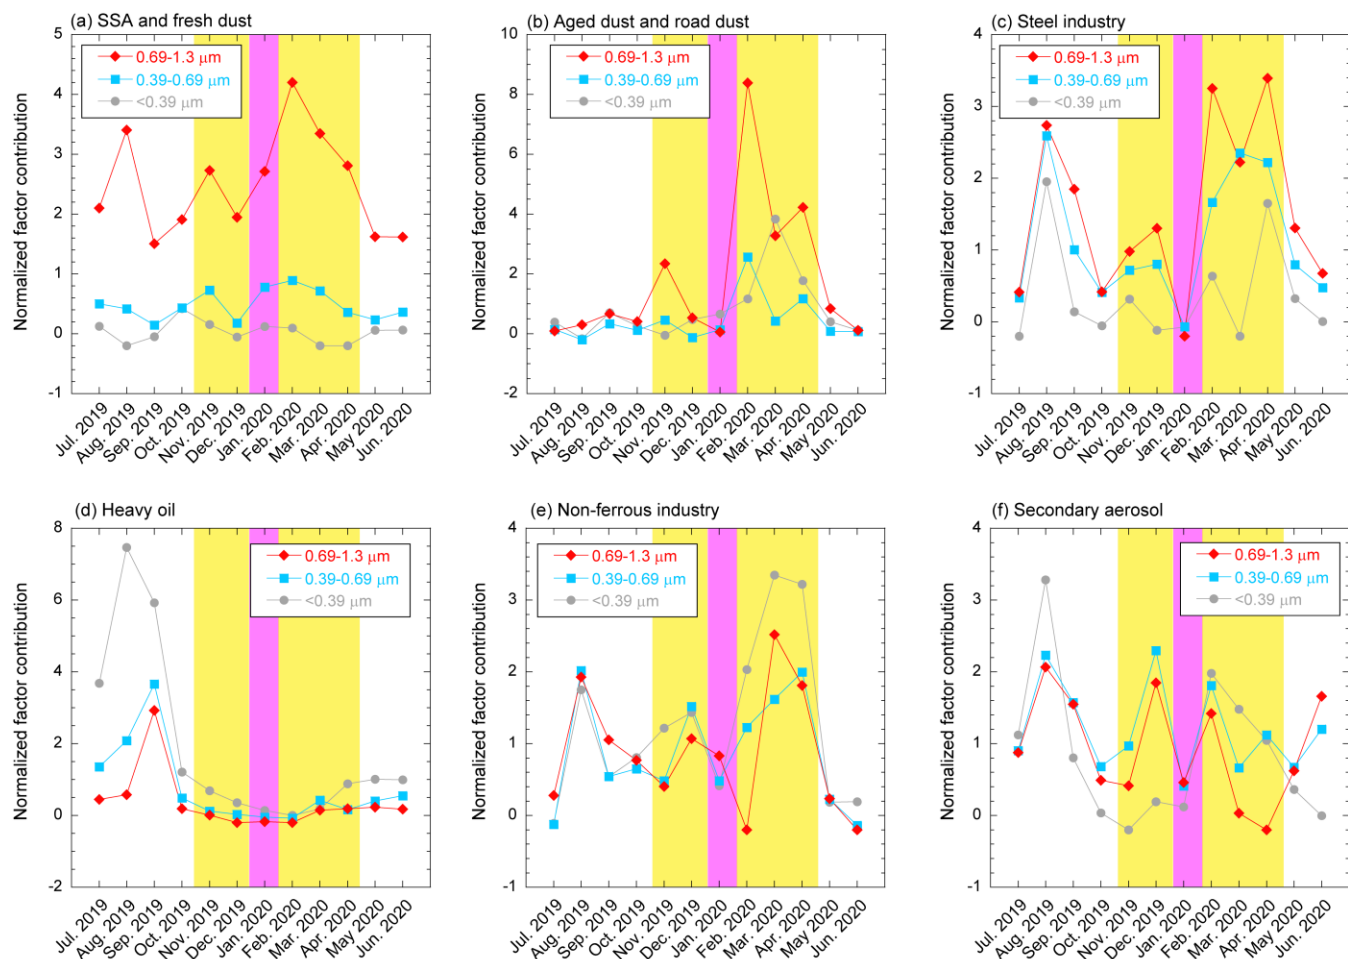 (a) SSA and fresh dust
Normalized factor contribution
5
4
3
2
1
0
-1
0.69-1.3 μm
0.39-0.69 μm
<0.39 μm
Jul. 2019
Aug. 2019
Sep. 2019
Oct. 2019
Nov. 2019
Dec. 2019
Jan. 2020
Feb. 2020
Mar. 2020
Apr. 2020
May 2020
Jun. 2020
(b) Aged dust and road dust
Normalized factor contribution
10
8
6
4
2
0
-2
0.69-1.3 μm
0.39-0.69 μm
<0.39 μm
Jul. 2019
Aug. 2019
Sep. 2019
Oct. 2019
Nov. 2019
Dec. 2019
Jan. 2020
Feb. 2020
Mar. 2020
Apr. 2020
May 2020
Jun. 2020
(c) Steel industry
Normalized factor contribution
4
3
2
1
0
-1
0.69-1.3 μm
0.39-0.69 μm
<0.39 μm
Jul. 2019
Aug. 2019
Sep. 2019
Oct. 2019
Nov. 2019
Dec. 2019
Jan. 2020
Feb. 2020
Mar. 2020
Apr. 2020
May 2020
Jun. 2020
(d) Heavy oil
Normalized factor contribution
8
6
4
2
0
-2
0.69-1.3 μm
0.39-0.69 μm
<0.39 μm
Jul. 2019
Aug. 2019
Sep. 2019
Oct. 2019
Nov. 2019
Dec. 2019
Jan. 2020
Feb. 2020
Mar. 2020
Apr. 2020
May 2020
Jun. 2020
(e) Non-ferrous industry
Normalized factor contribution
4
3
2
1
0
-1
0.69-1.3 μm
0.39-0.69 μm
<0.39 μm
Jul. 2019
Aug. 2019
Sep. 2019
Oct. 2019
Nov. 2019
Dec. 2019
Jan. 2020
Feb. 2020
Mar. 2020
Apr. 2020
May 2020
Jun. 2020
(f) Secondary aerosol
Normalized factor contribution
4
3
2
1
0
-1
0.69-1.3 μm
0.39-0.69 μm
<0.39 μm
Jul. 2019
Aug. 2019
Sep. 2019
Oct. 2019
Nov. 2019
Dec. 2019
Jan. 2020
Feb. 2020
Mar. 2020
Apr. 2020
May 2020
Jun. 2020